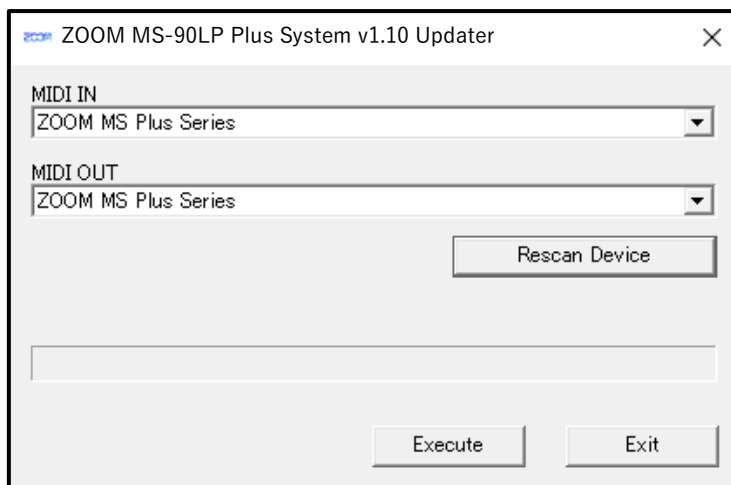 ZOOM ZOOM MS-90LP Plus System v1.10 Updater
MIDI IN
ZOOM MS Plus Series
MIDI OUT
ZOOM MS Plus Series
Rescan Device
Execute Exit